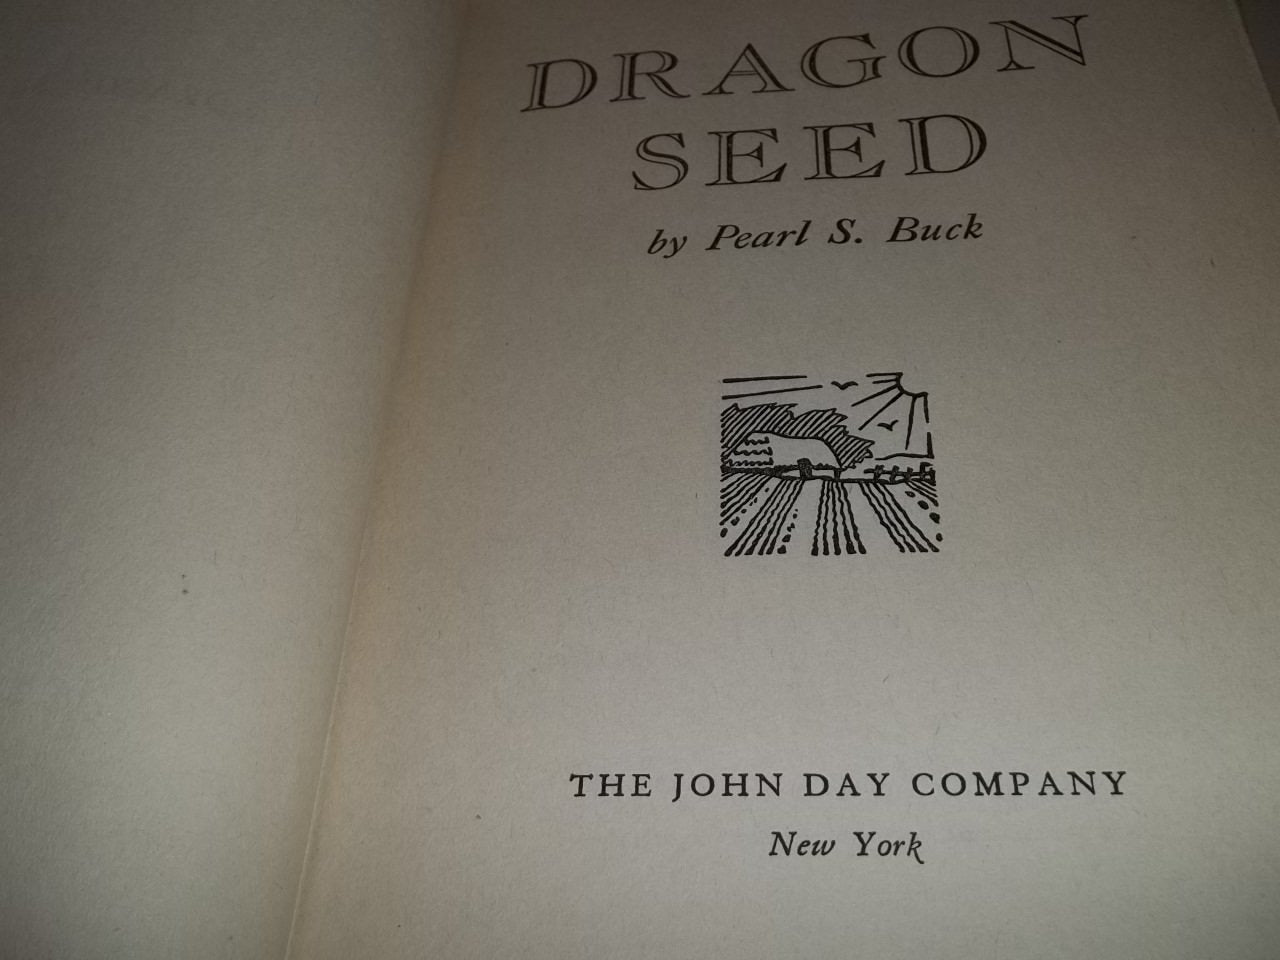 DRAGON
SEED
by Pearl S. Buck
THE JOHN DAY COMPANY
New York